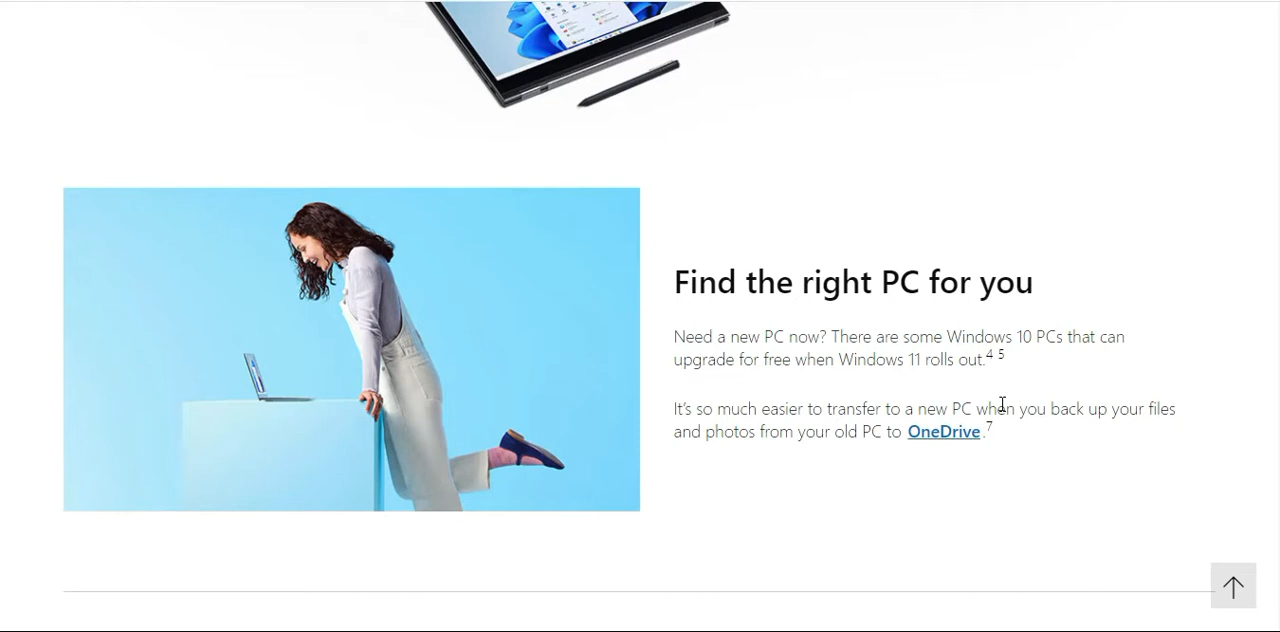 Find the right PC for you
Need a new PC now? There are some Windows 10 PCs that can
upgrade for free when Windows 11 rolls out.4 5
It's so much easier to transfer to a new PC when you back up your files
and photos from your old PC to OneDrive.7